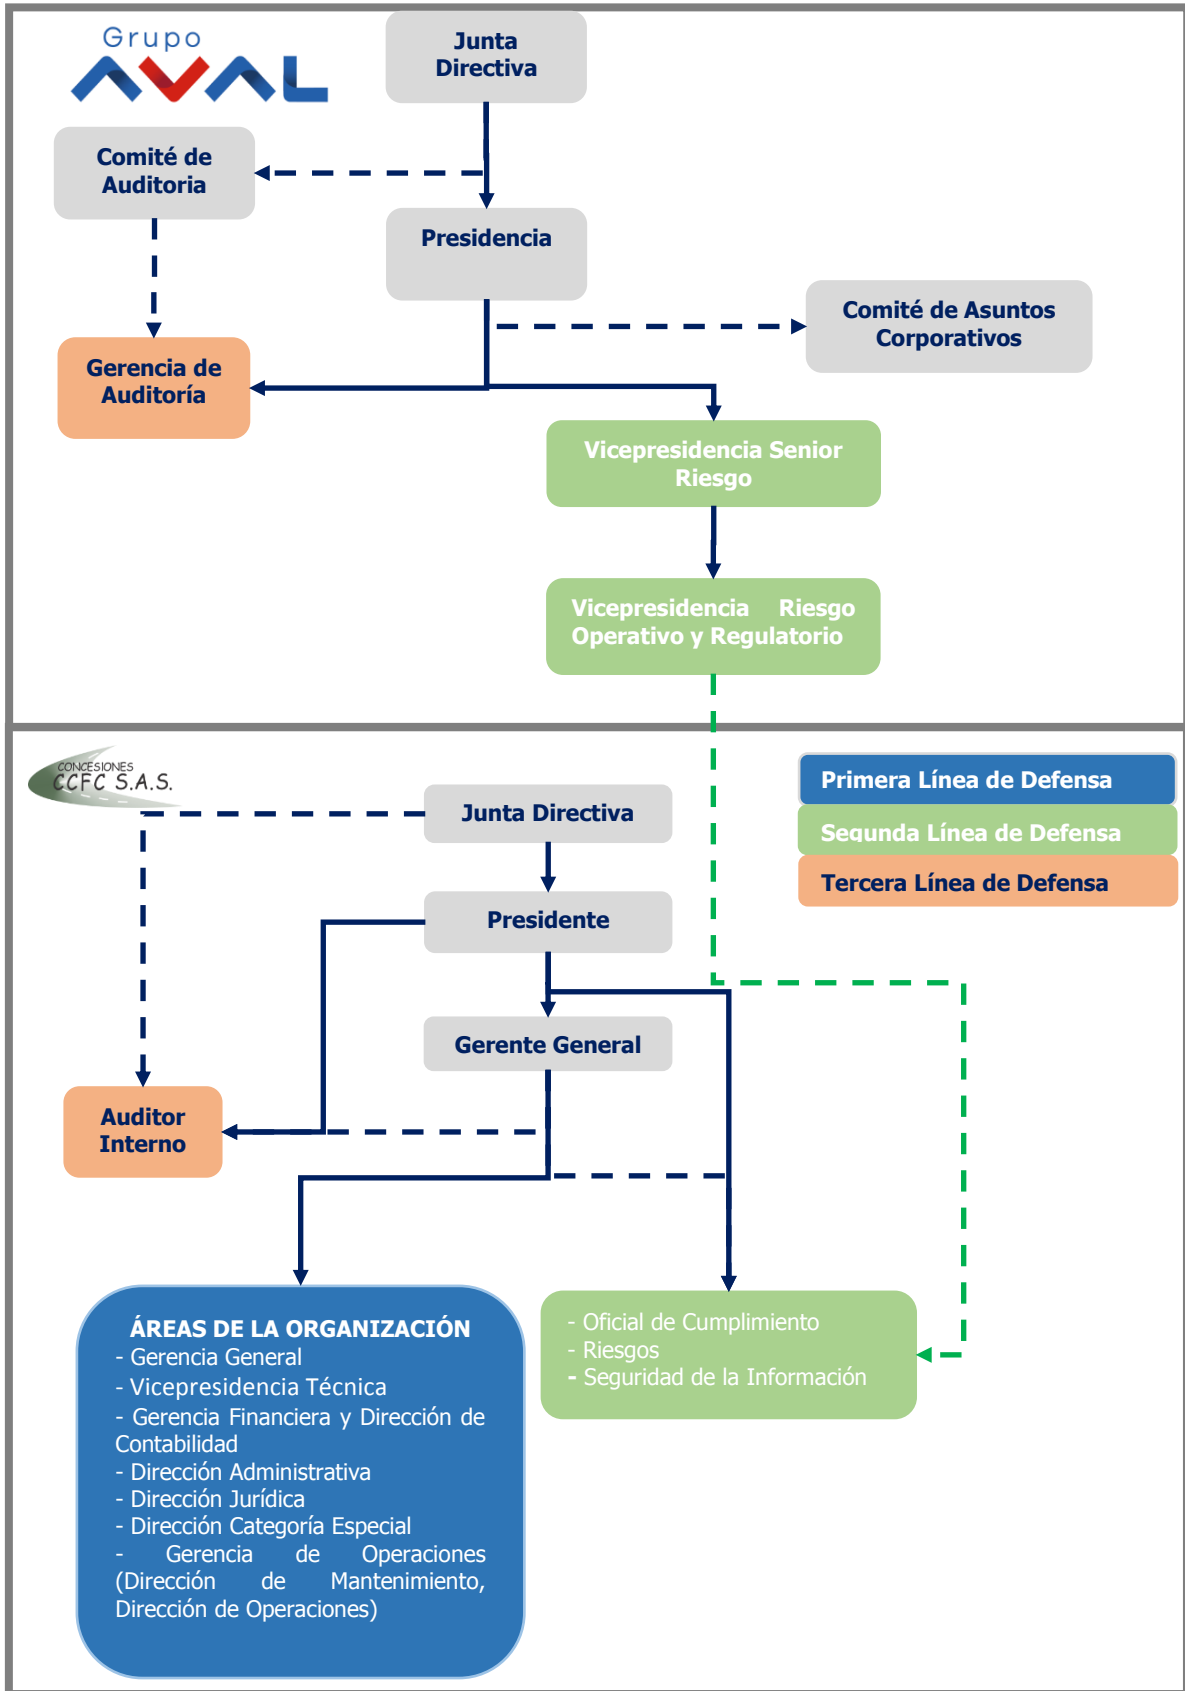 Grupo
AVAL
Junta
Directiva
Comité de
Auditoria
Presidencia
Comité de Asuntos
Corporativos
Gerencia de
Auditoría
Vicepresidencia Senior
Riesgo
Vicepresidencia Riesgo
Operativo y Regulatorio
CONCESIONES
CCFC S.A.S.
Primera Línea de Defensa
Segunda Línea de Defensa
Tercera Línea de Defensa
Junta Directiva
Presidente
Gerente General
Auditor
Interno
ÁREAS DE LA ORGANIZACIÓN
- Gerencia General
- Vicepresidencia Técnica
- Gerencia Financiera y Dirección de
Contabilidad
- Dirección Administrativa
- Dirección Jurídica
- Dirección Categoría Especial
- Gerencia de Operaciones
(Dirección de Mantenimiento,
Dirección de Operaciones)
- Oficial de Cumplimiento
- Riesgos
- Seguridad de la Información